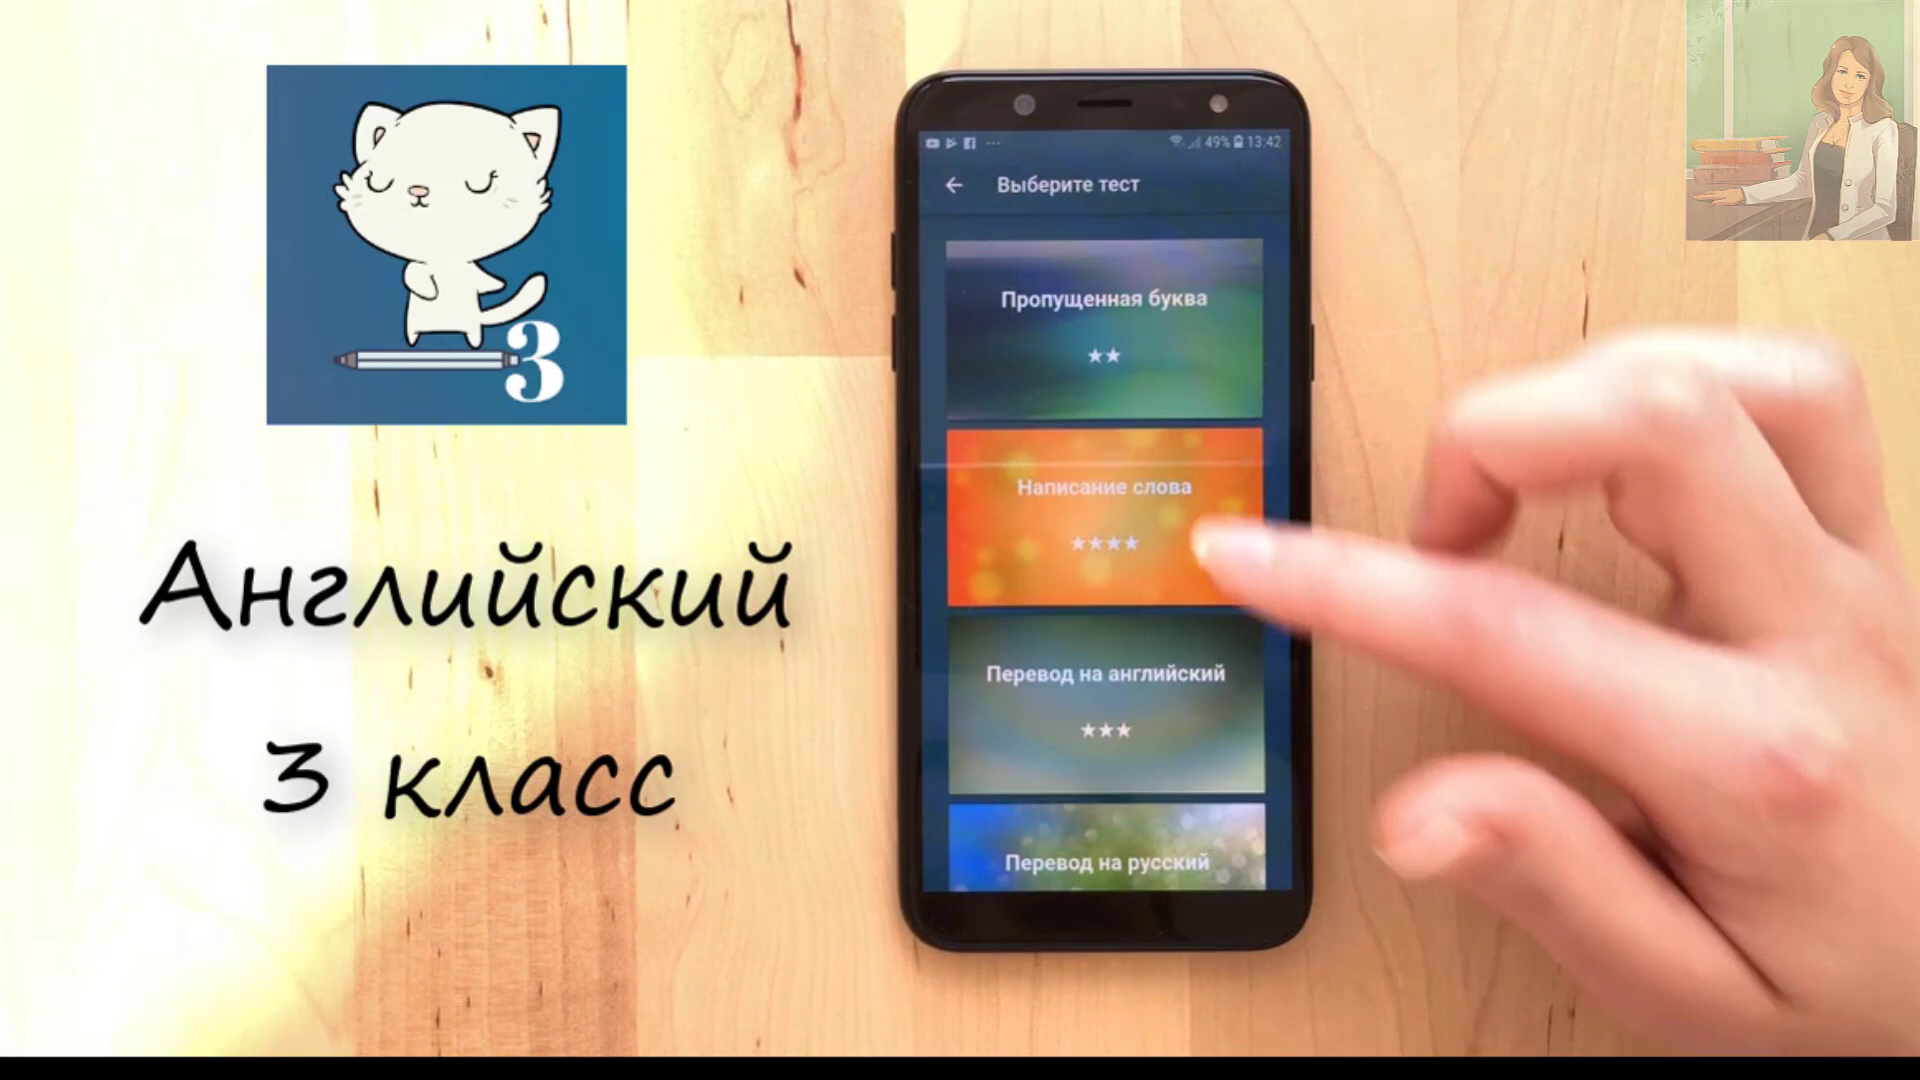 3
Английский
3 класс
49% 13:42
Выберите тест
Пропущенная буква
Написание слова
Перевод на английский
Перевод на русский